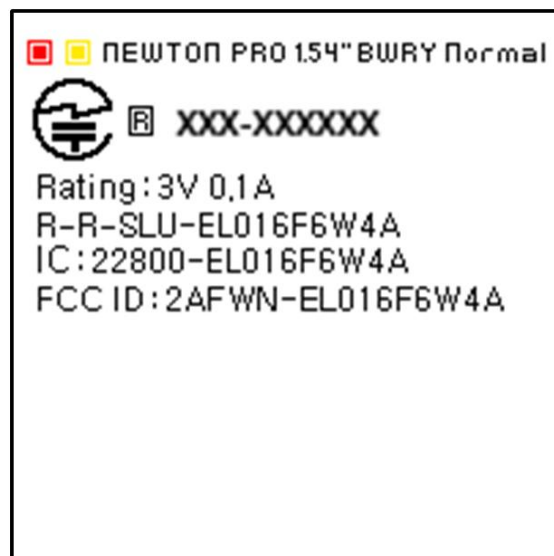 NEWTON PRO 1.54" BWRY Normal
R XXX-XXXXXX
Rating:3V 0.1A
R-R-SLU-EL016F6W4A
IC:22800-EL016F6W4A
FCC ID:2AFWN-EL016F6W4A